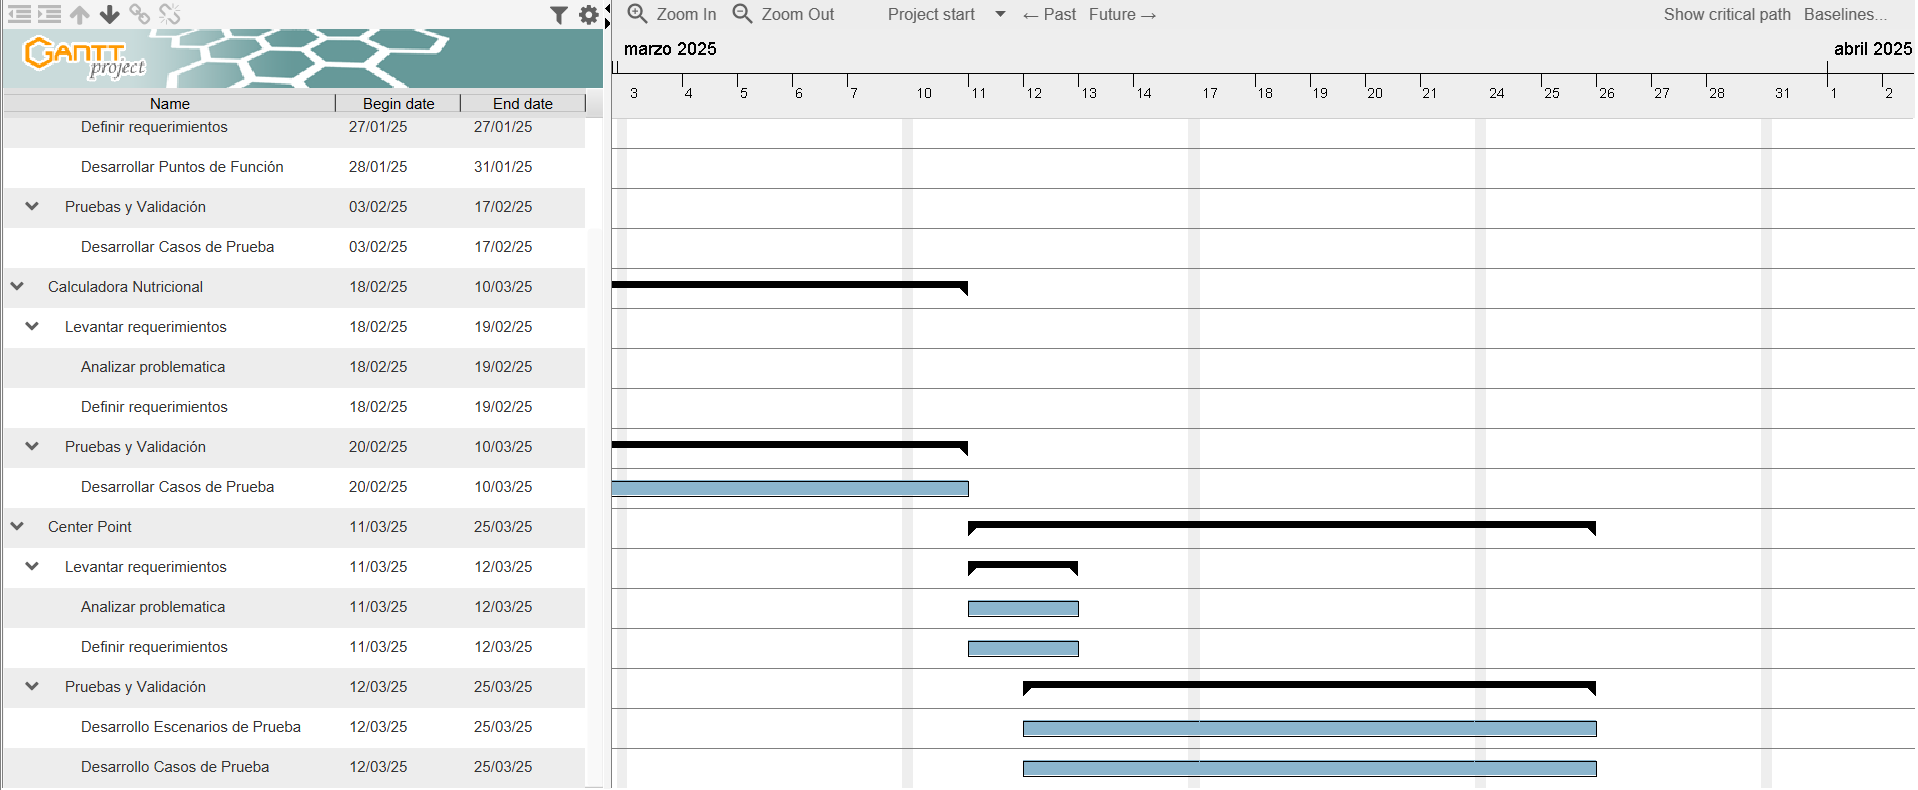 Zoom In Zoom Out Project start ← Past Future → Show critical path Baselines...
GANTT project
marzo 2025 abril 2025
3 4 5 6 7 10 11 12 13 14 17 18 19 20 21 24 25 26 27 28 31 1 2
Name Begin date End date
Definir requerimientos 27/01/25 27/01/25
Desarrollar Puntos de Función 28/01/25 31/01/25
Pruebas y Validación 03/02/25 17/02/25
Desarrollar Casos de Prueba 03/02/25 17/02/25
Calculadora Nutricional 18/02/25 10/03/25
Levantar requerimientos 18/02/25 19/02/25
Analizar problematica 18/02/25 19/02/25
Definir requerimientos 18/02/25 19/02/25
Pruebas y Validación 20/02/25 10/03/25
Desarrollar Casos de Prueba 20/02/25 10/03/25
Center Point 11/03/25 25/03/25
Levantar requerimientos 11/03/25 12/03/25
Analizar problematica 11/03/25 12/03/25
Definir requerimientos 11/03/25 12/03/25
Pruebas y Validación 12/03/25 25/03/25
Desarrollo Escenarios de Prueba 12/03/25 25/03/25
Desarrollo Casos de Prueba 12/03/25 25/03/25